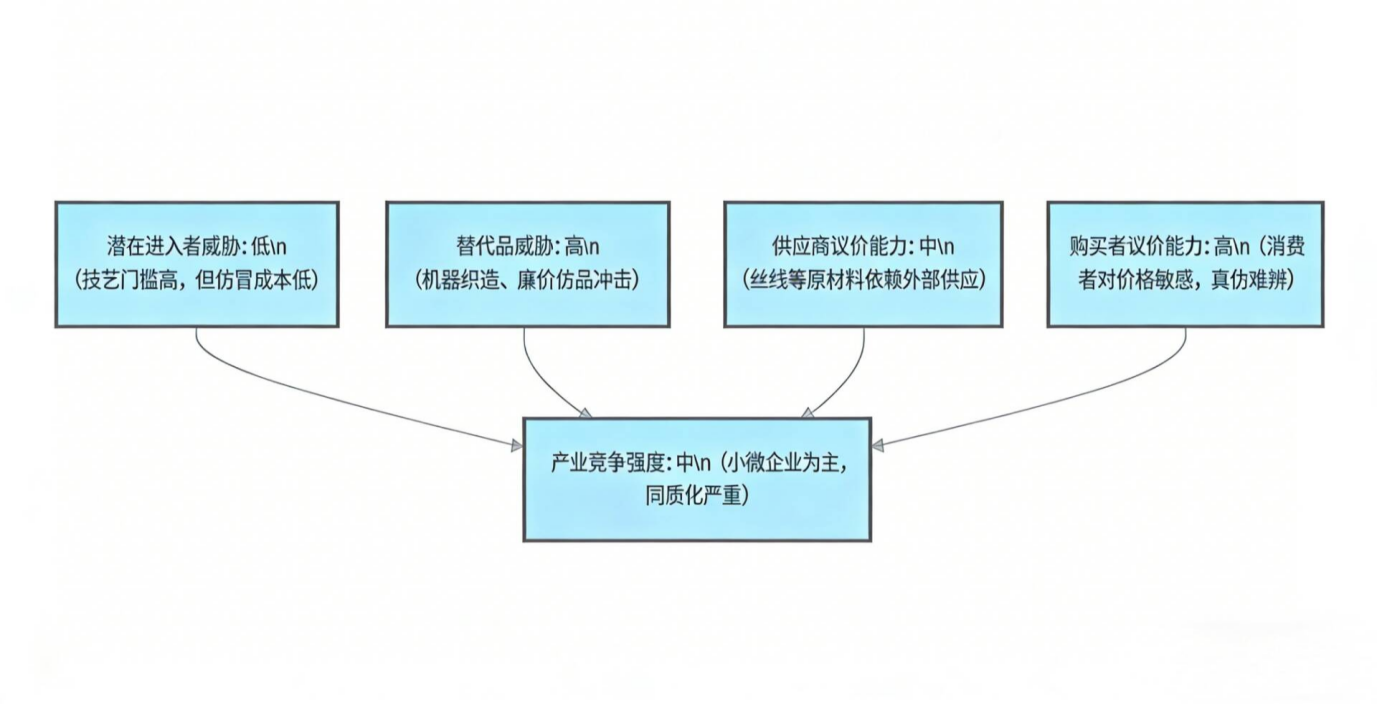 潜在进入者威胁：低\n
（技艺门槛高，但仿冒成本低）
替代品威胁：高\n
（机器织造、廉价仿品冲击）
供应商议价能力：中\n
（丝线等原材料依赖外部供应）
购买者议价能力：高\n（消费
者对价格敏感，真伪难辨）
产业竞争强度：中\n（小微企业为主，
同质化严重）